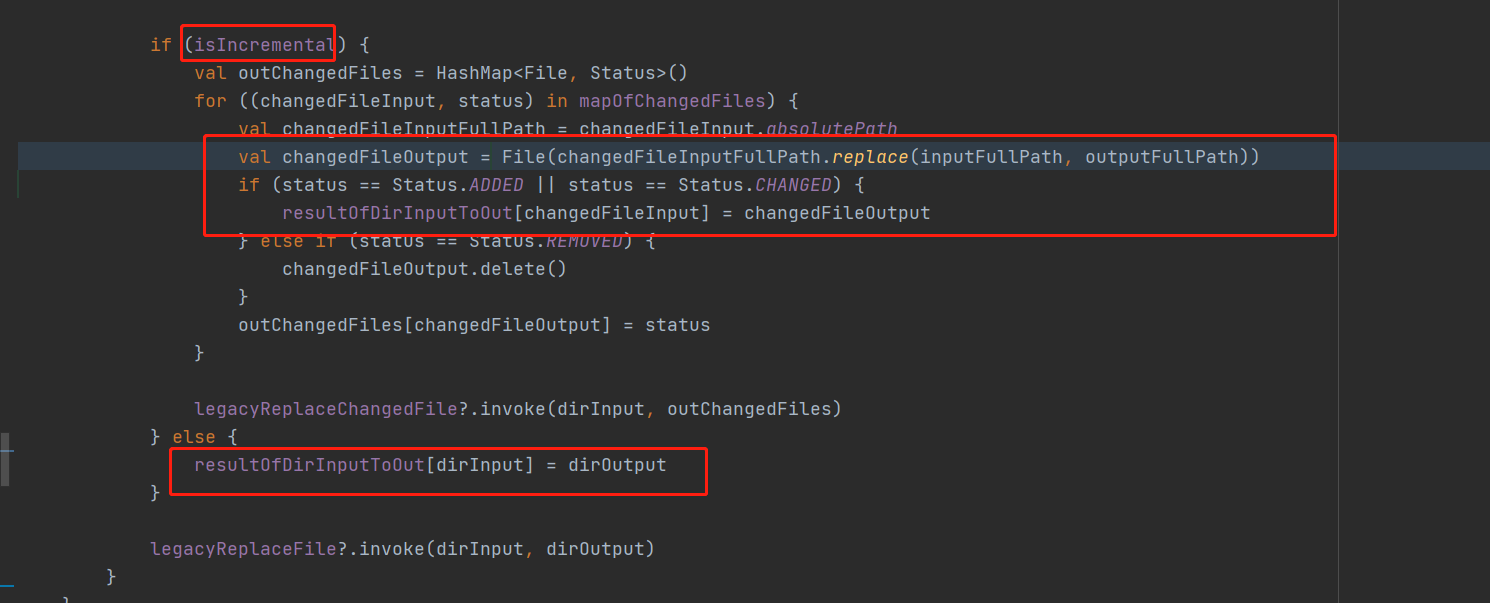 if (isIncremental) {
val outChangedFiles = HashMap<File, Status>()
for ((changedFileInput, status) in mapOfChangedFiles) {
val changedFileInputFullPath = changedFileInput.absolutePath
val changedFileOutput = File(changedFileInputFullPath.replace(inputFullPath, outputFullPath))
if (status == Status.ADDED || status == Status.CHANGED) {
resultOfDirInputToOut[changedFileInput] = changedFileOutput
} else if (status == Status.REMOVED) {
changedFileOutput.delete()
}
outChangedFiles[changedFileOutput] = status
}
legacyReplaceChangedFile?.invoke(dirInput, outChangedFiles)
} else {
resultOfDirInputToOut[dirInput] = dirOutput
}
legacyReplaceFile?.invoke(dirInput, dirOutput)
}
}